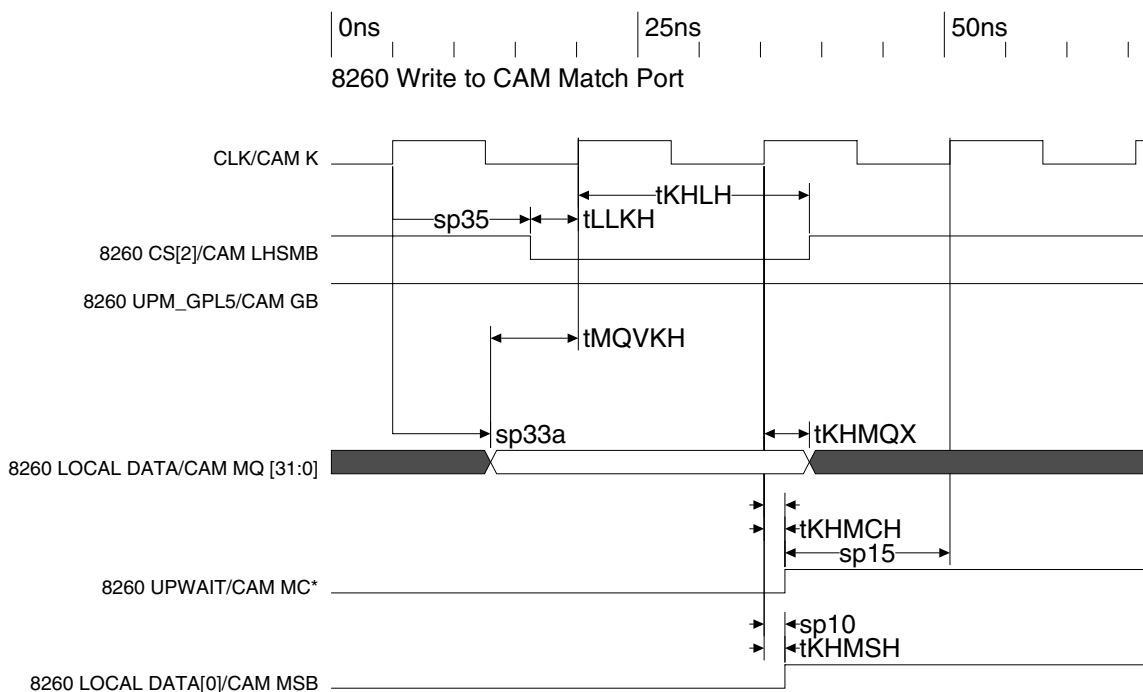 0ns 25ns 50ns
8260 Write to CAM Match Port
CLK/CAM K
tKHLH
sp35 tLLKH
8260 CS[2]/CAM LHSMB
8260 UPM_GPL5/CAM GB
tMQVKH
sp33a tKHMQX
8260 LOCAL DATA/CAM MQ [31:0]
tKHMCH
sp15
8260 UPWAIT/CAM MC*
sp10
tKHMSH
8260 LOCAL DATA[0]/CAM MSB